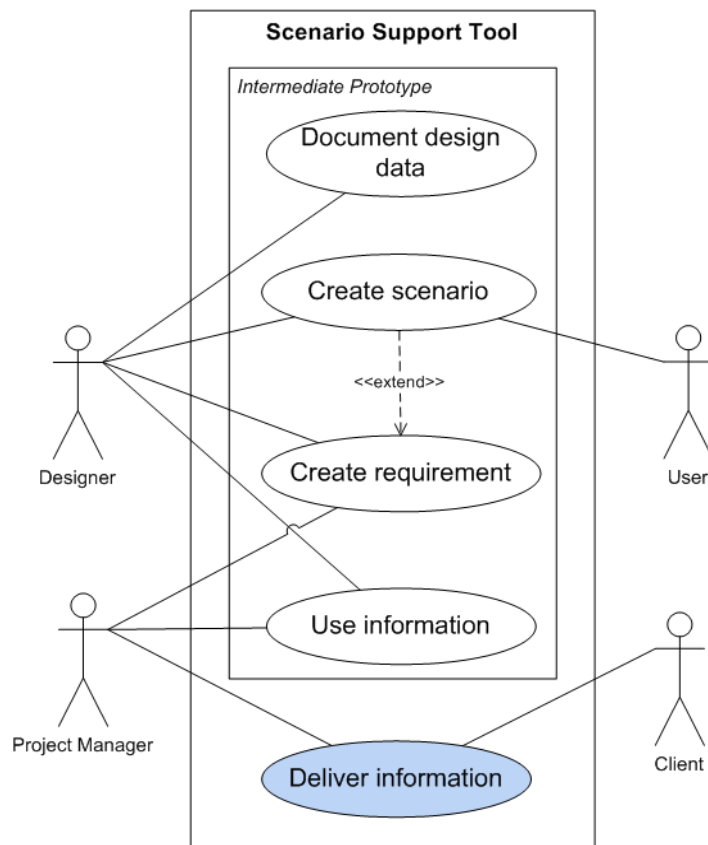 Scenario Support Tool
Intermediate Prototype
Document design
data
Create scenario
<<extend>>
Designer
User
Create requirement
Use information
Project Manager
Client
Deliver information